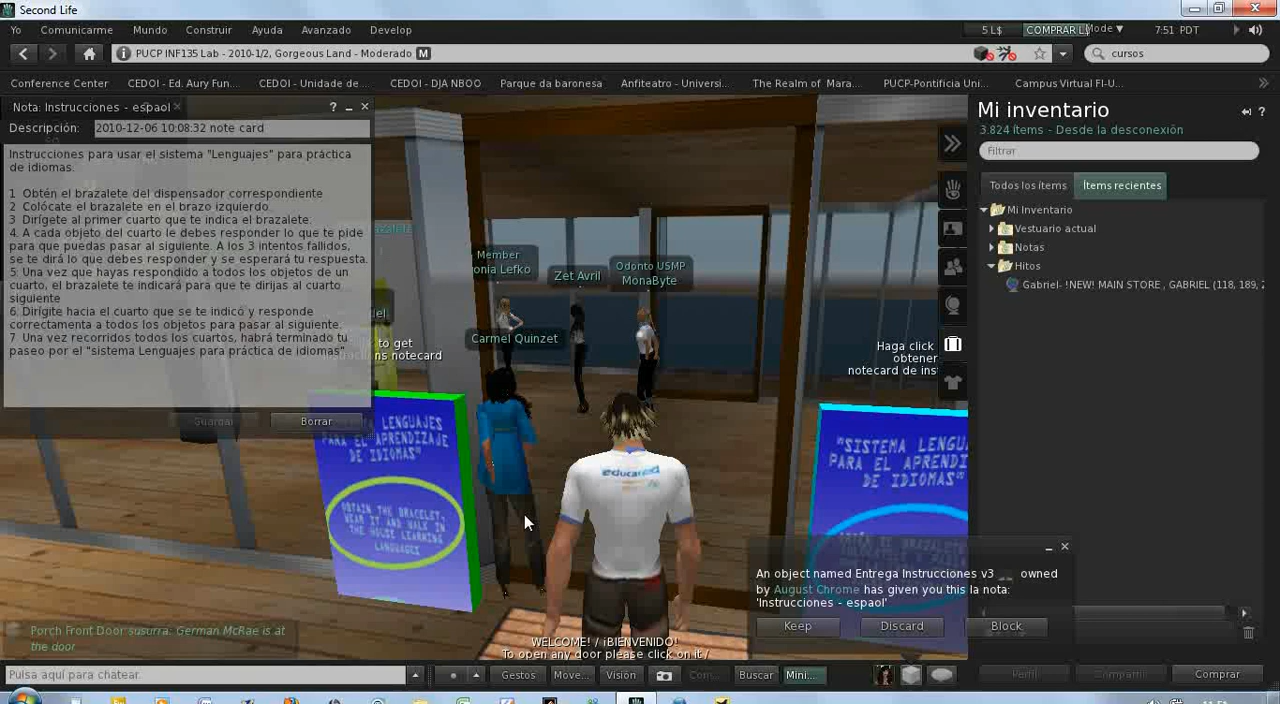 Second Life
Yo Comunicarme Mundo Construir Ayuda Avanzado Develop
5 L$ COMPRAR L$ Mode ▼ 7:51 PDT
PUCP INF135 Lab - 2010-1/2, Gorgeous Land - Moderado M
cursos
Conference Center CEDOI - Ed. Aury Fun... CEDOI - Unidade de... CEDOI - DJA NBOO Parque da baronesa Anfiteatro - Universi... The Realm of Mara... PUCP-Pontificia Uni... Campus Virtual FI-U...
Nota: Instrucciones - espaol
Descripción: 2010-12-06 10:08:32 note card
Instrucciones para usar el sistema "Lenguajes" para práctica
de idiomas.
1 Obtén el brazalete del dispensador correspondiente
2 Colócate el brazalete en el brazo izquierdo.
3 Dirígete al primer cuarto que te indica el brazalete.
4. A cada objeto del cuarto le debes responder lo que te pide
para que puedas pasar al siguiente. A los 3 intentos fallidos,
se te dirá lo que debes responder y se esperará tu respuesta.
5. Una vez que hayas respondido a todos los objetos de un
cuarto, el brazalete te indicará para que te dirijas al cuarto
siguiente
6. Dirígite hacia el cuarto que se te indicó y responde
correctamenta a todos los objetos para pasar al siguiente.
7 Una vez recorridos todos los cuartos, habrá terminado tu
paseo por el "sistema Lenguajes para práctica de idiomas"
Guardar Borrar
Member
onia Lefko
Zet Avril
Odonto USMP
MonaByte
Carmel Quinzet
to get
notecard
Haga click
obtener
notecard de ins
LENGUAJES
PARA EL APRENDIZAJE
DE IDIOMAS"
OBTAIN THE BRACELET,
WEAR IT AND WALK IN
THE HOUSE LEARNING
LANGUAGES
"SISTEMA LENGU
PARA EL APREND
DE IDIOMAS"
educared
An object named Entrega Instrucciones v3 __ owned
by August Chrome has given you this la nota:
'Instrucciones - espaol'
Keep Discard Block
Porch Front Door susurra: German McRae is at
the door
WELCOME! / ¡BIENVENIDO!
To open any door please click on it /
Mi inventario
3.824 ítems - Desde la desconexión
Filtrar
Todos los ítems Ítems recientes
Mi Inventario
Vestuario actual
Notas
Hitos
Gabriel- !NEW! MAIN STORE , GABRIEL (118, 189, 2
Pulsa aquí para chatear.
Gestos Move... Visión Buscar Mini...
Perfil Compartir Comprar